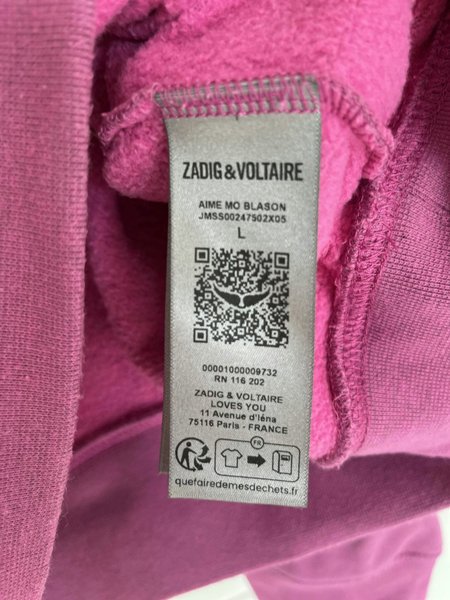 ZADIG & VOLTAIRE
AIME MO BLASON
JMSS00247502X05
L
00001000009732
RN 116 202
ZADIG & VOLTAIRE
LOVES YOU
11 Avenue d'Iéna
75116 Paris - FRANCE
FR
quefairedemesdechets.fr